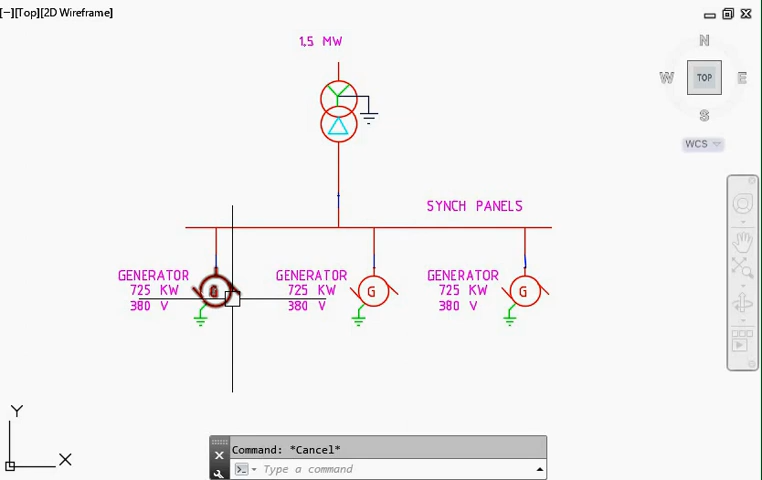 [−][Top][2D Wireframe]
1,5 MW
N
W TOP E
S
WCS
SYNCH PANELS
GENERATOR
725 KW
380 V
G
GENERATOR
725 KW
380 V
G
GENERATOR
725 KW
380 V
G
Y
X
Command: *Cancel*
Type a command